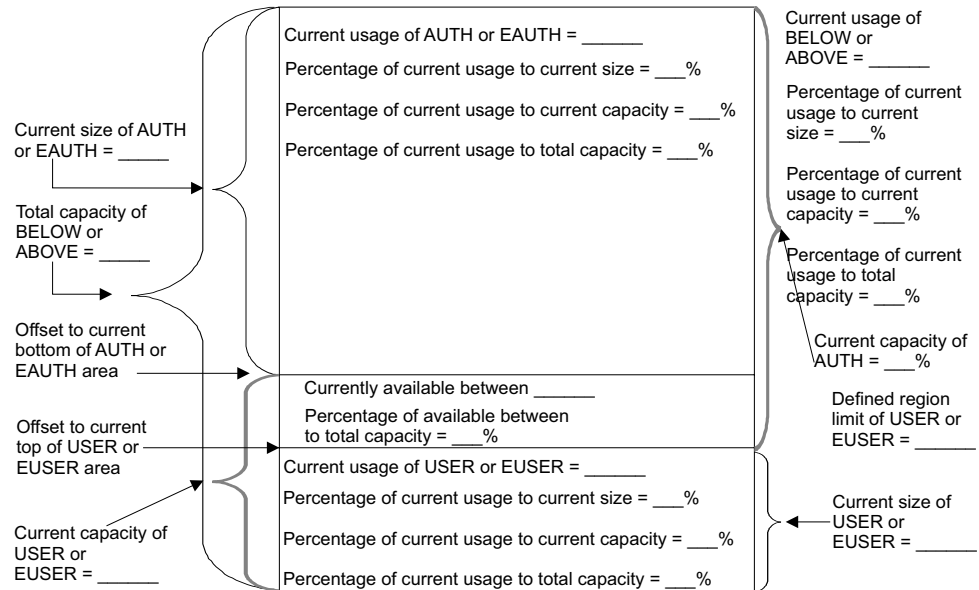 Current usage of AUTH or EAUTH = ______
Percentage of current usage to current size = ___%
Percentage of current usage to current capacity = ___%
Percentage of current usage to total capacity = ___%
Current size of AUTH
or EAUTH = _____
Total capacity of
BELOW or
ABOVE = _____
Offset to current
bottom of AUTH or
EAUTH area
Offset to current
top of USER or
EUSER area
Current capacity of
USER or
EUSER = ______
Currently available between ______
Percentage of available between
to total capacity = ___%
Current usage of USER or EUSER = ______
Percentage of current usage to current size = ___%
Percentage of current usage to current capacity = ___%
Percentage of current usage to total capacity = ___%
Current usage of
BELOW or
ABOVE = ______
Percentage of current
usage to current
size = ___%
Percentage of current
usage to current
capacity = ___%
Percentage of current
usage to total
capacity = ___%
Current capacity of
AUTH = ___%
Defined region
limit of USER or
EUSER = ______
Current size of
USER or
EUSER = ______